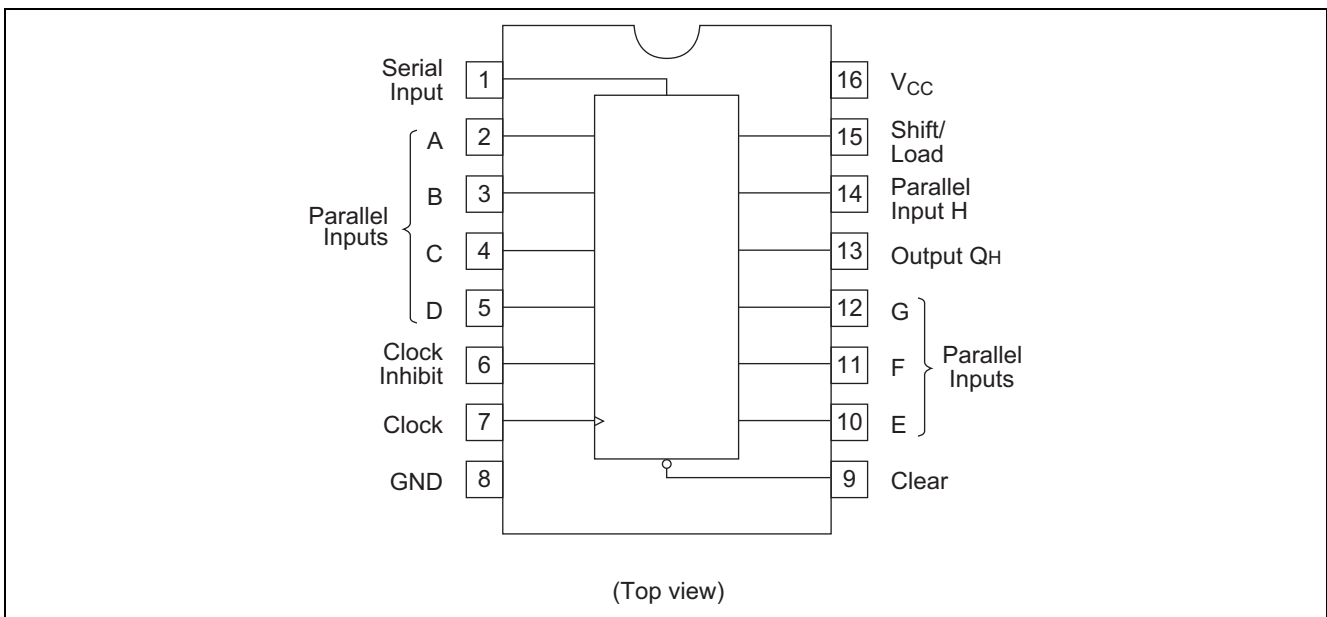 Serial
Input
1
16
VCC
A
2
15
Shift/
Load
B
3
14
Parallel
Input H
Parallel
Inputs
C
4
13
Output QH
D
5
12
G
Clock
Inhibit
6
11
F
Parallel
Inputs
Clock
7
10
E
GND
8
9
Clear
(Top view)